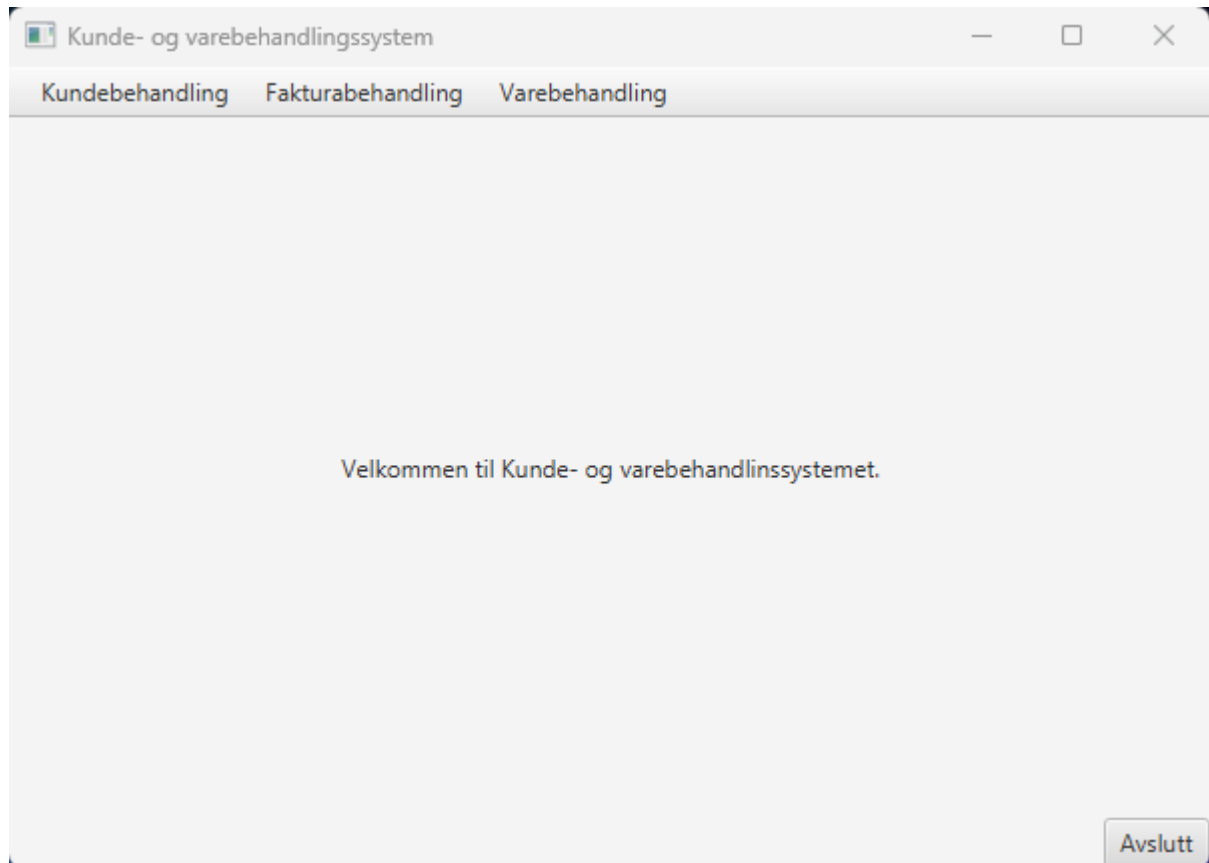 Kunde- og varebehandlingssystem
Kundebehandling Fakturabehandling Varebehandling
Velkommen til Kunde- og varebehandlinssystemet.
Avslutt